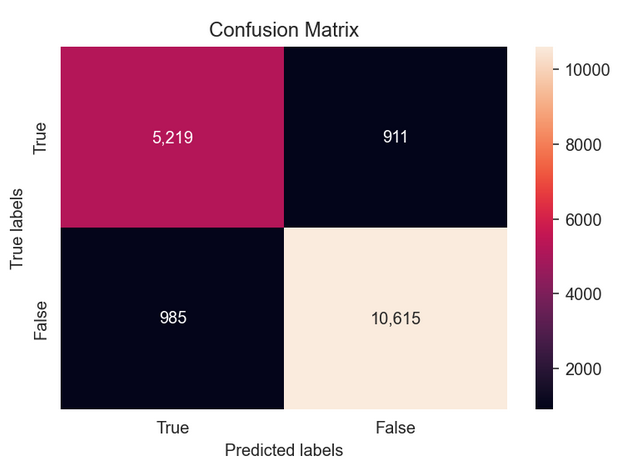 Confusion Matrix
True labels
True
5,219
911
False
985
10,615
True
False
Predicted labels
10000
8000
6000
4000
2000